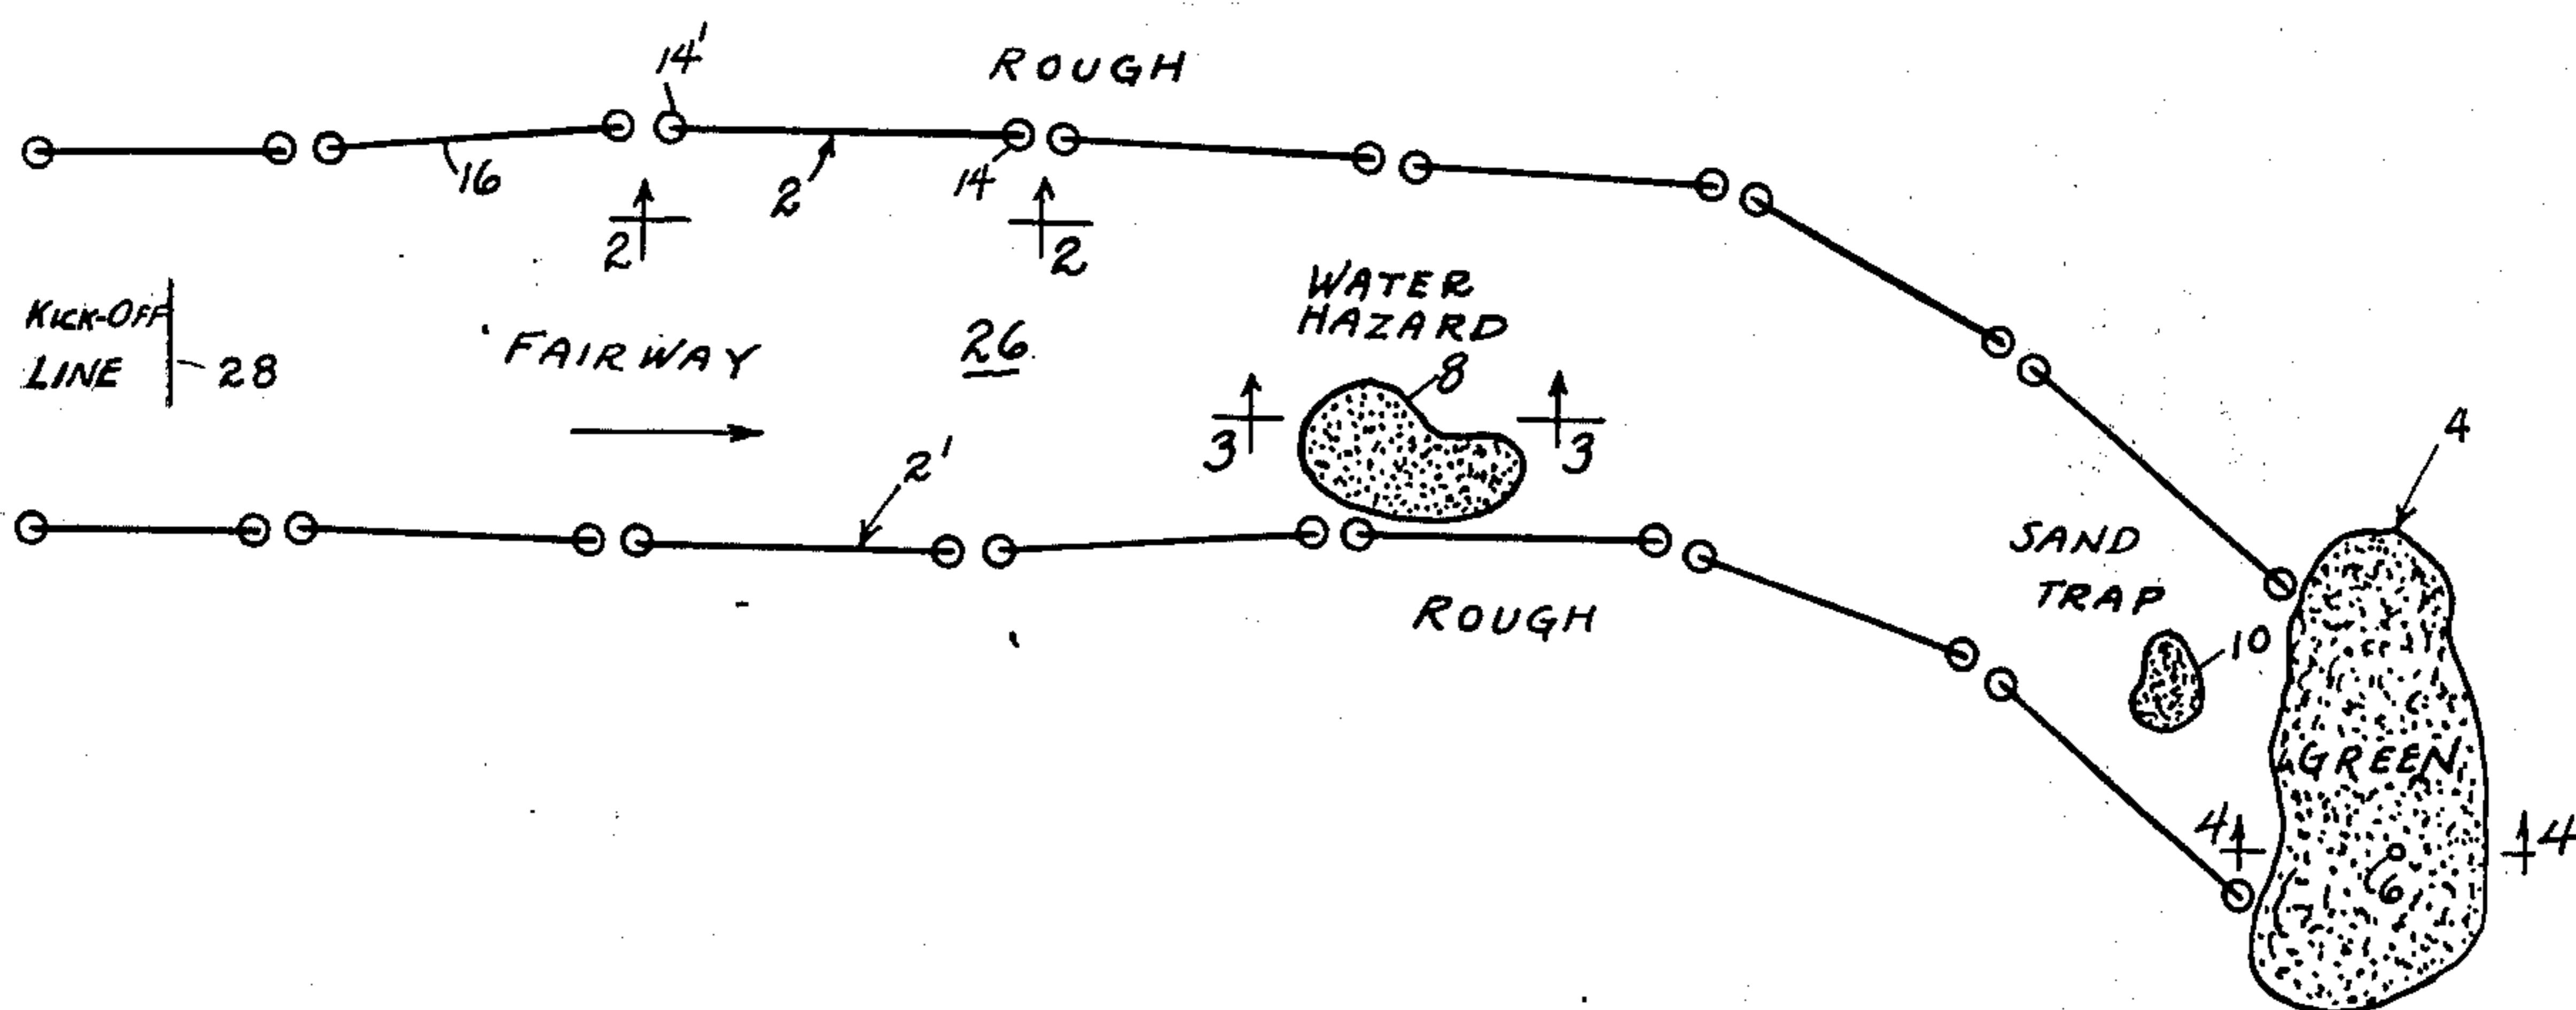 14'
ROUGH
16
2
14
2
2
KICK-OFF
LINE
28
FAIRWAY
26
WATER
HAZARD
8
3
3
2'
4
SAND
TRAP
10
ROUGH
GREEN
4
4
6